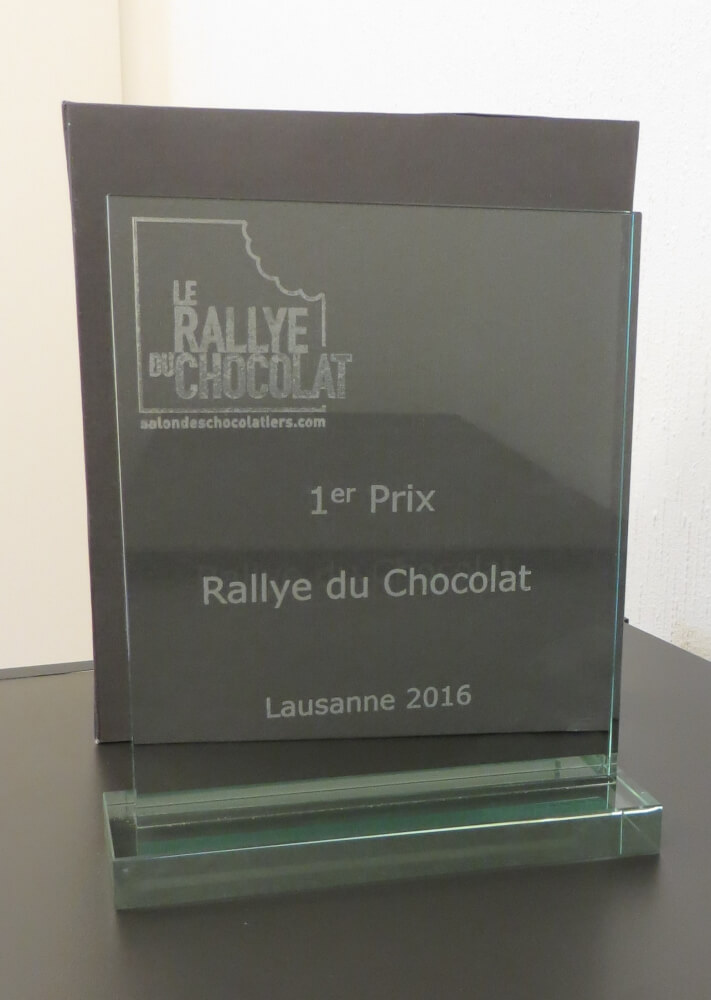 LE
RALLYE
DU CHOCOLAT
salondeschocolatiers.com
1er Prix
Rallye du Chocolat
Lausanne 2016